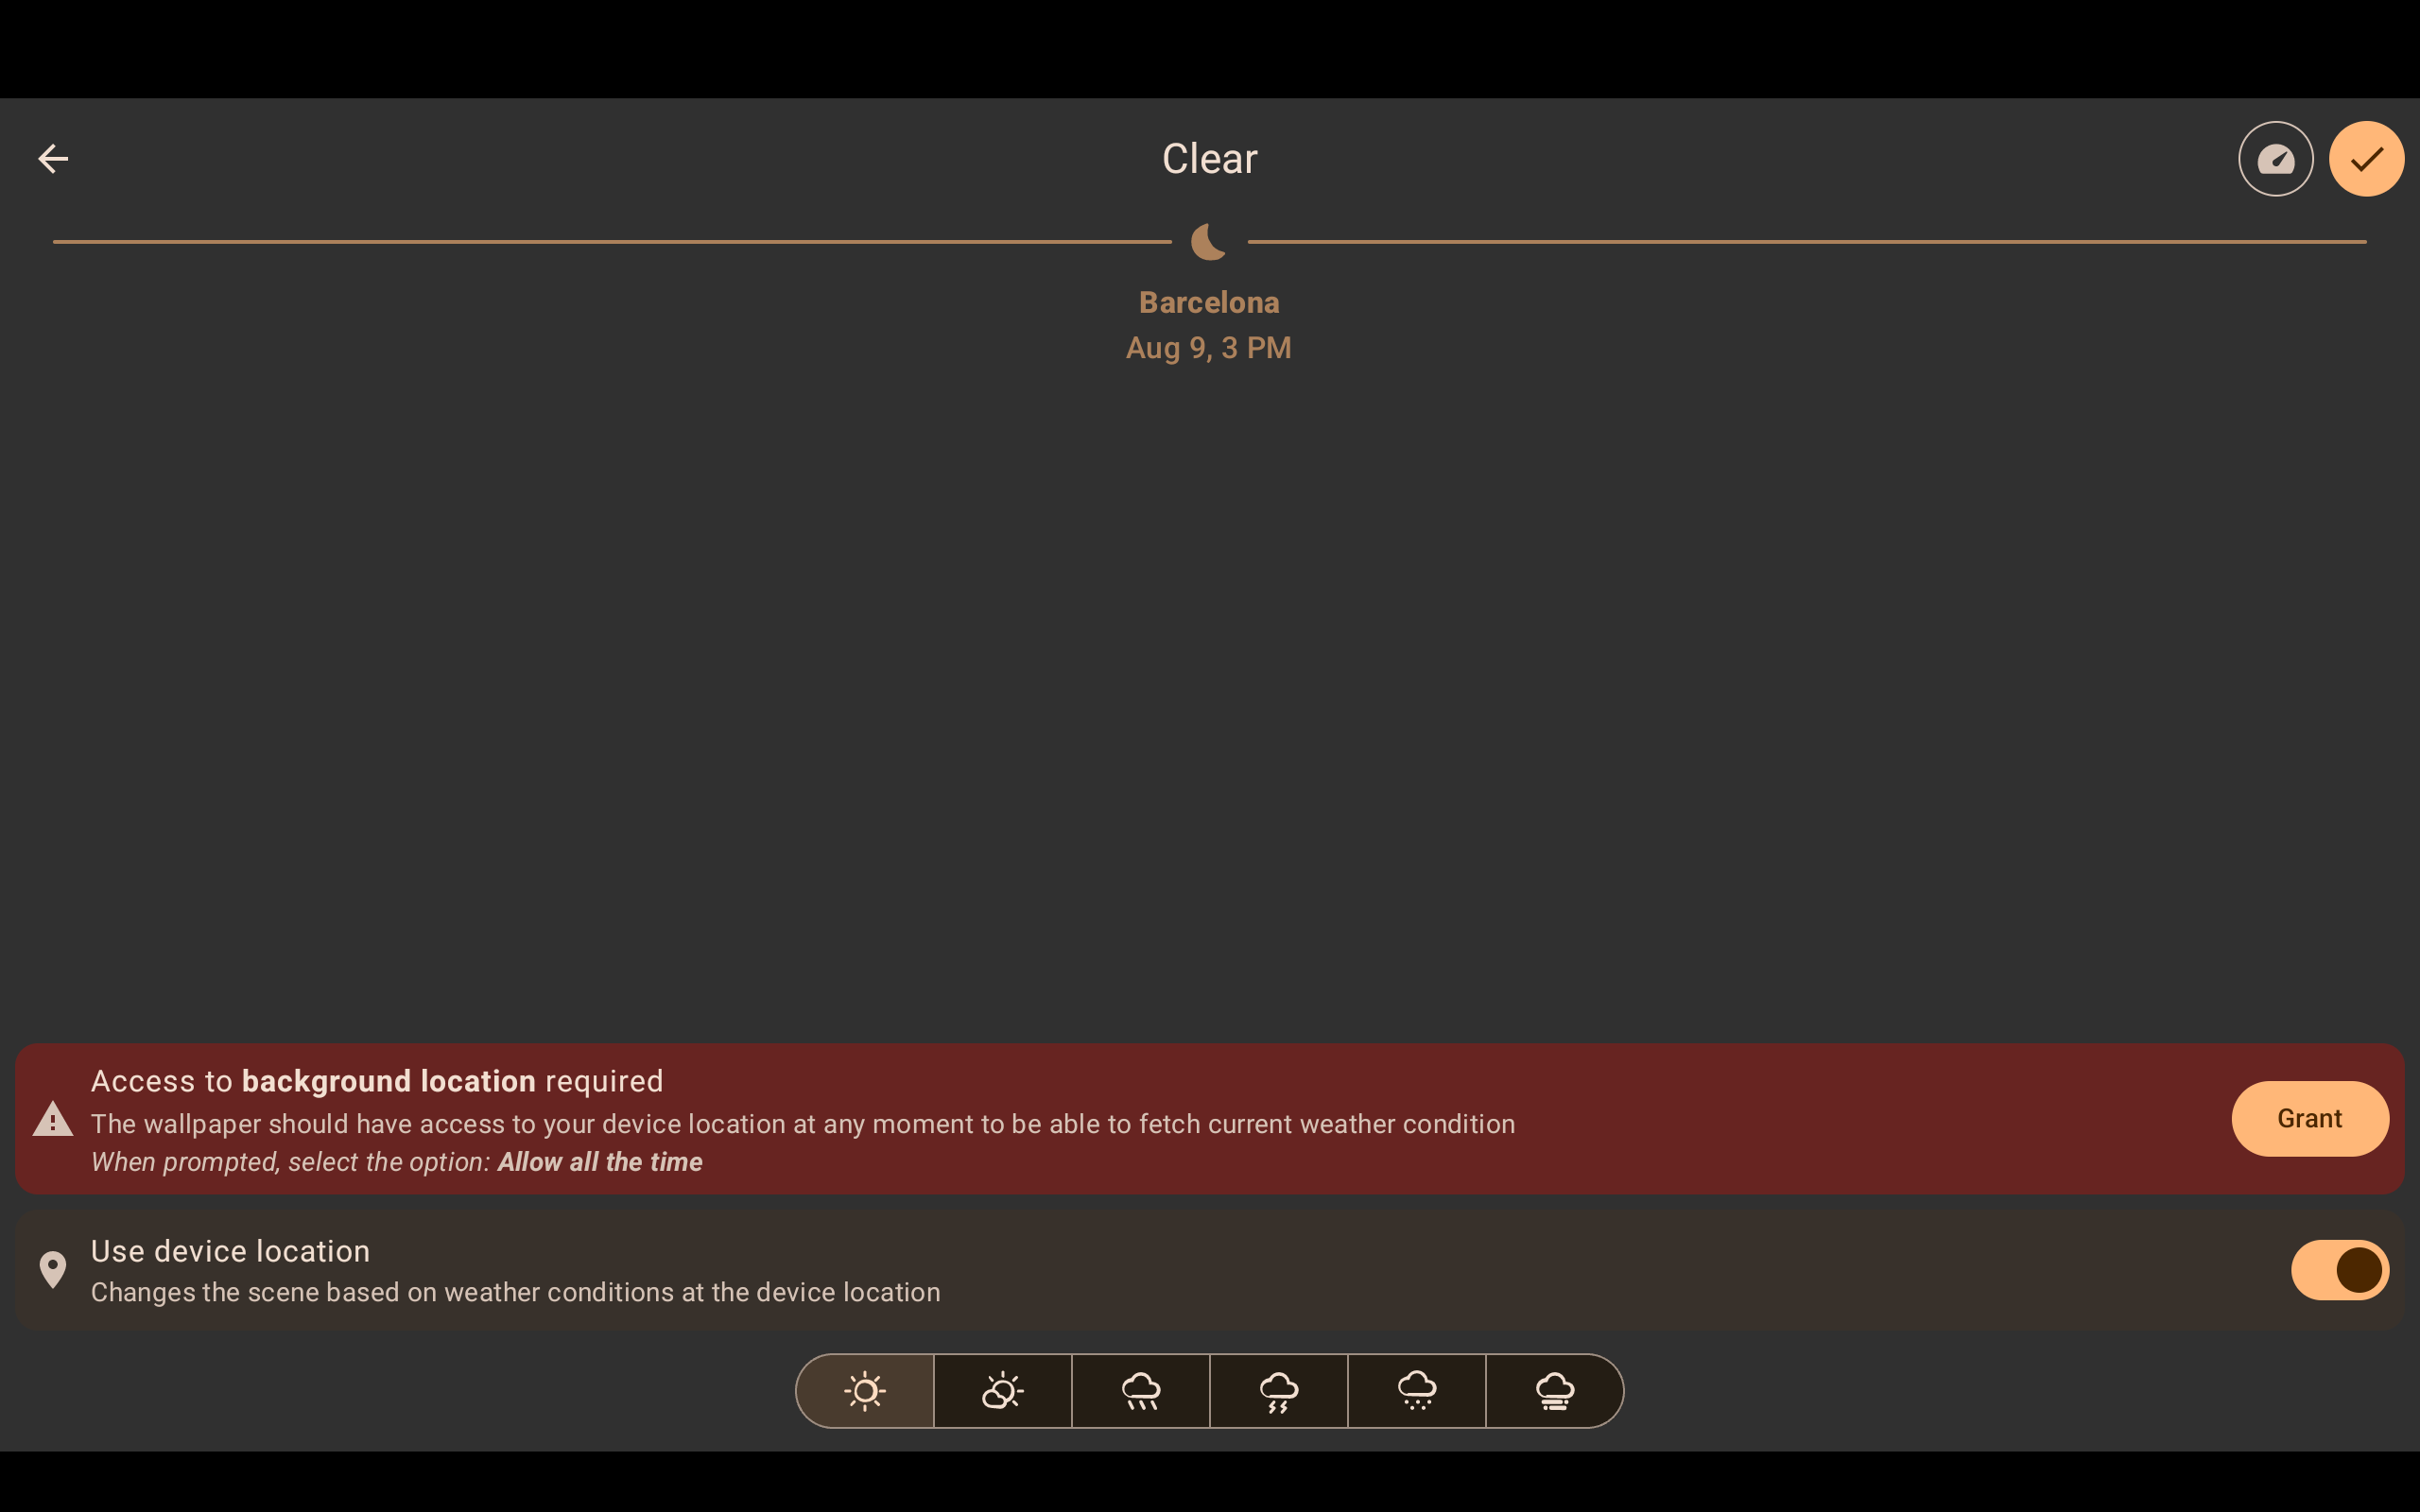 Clear
Barcelona
Aug 9, 3 PM
Access to background location required
The wallpaper should have access to your device location at any moment to be able to fetch current weather condition
When prompted, select the option: Allow all the time
Grant
Use device location
Changes the scene based on weather conditions at the device location